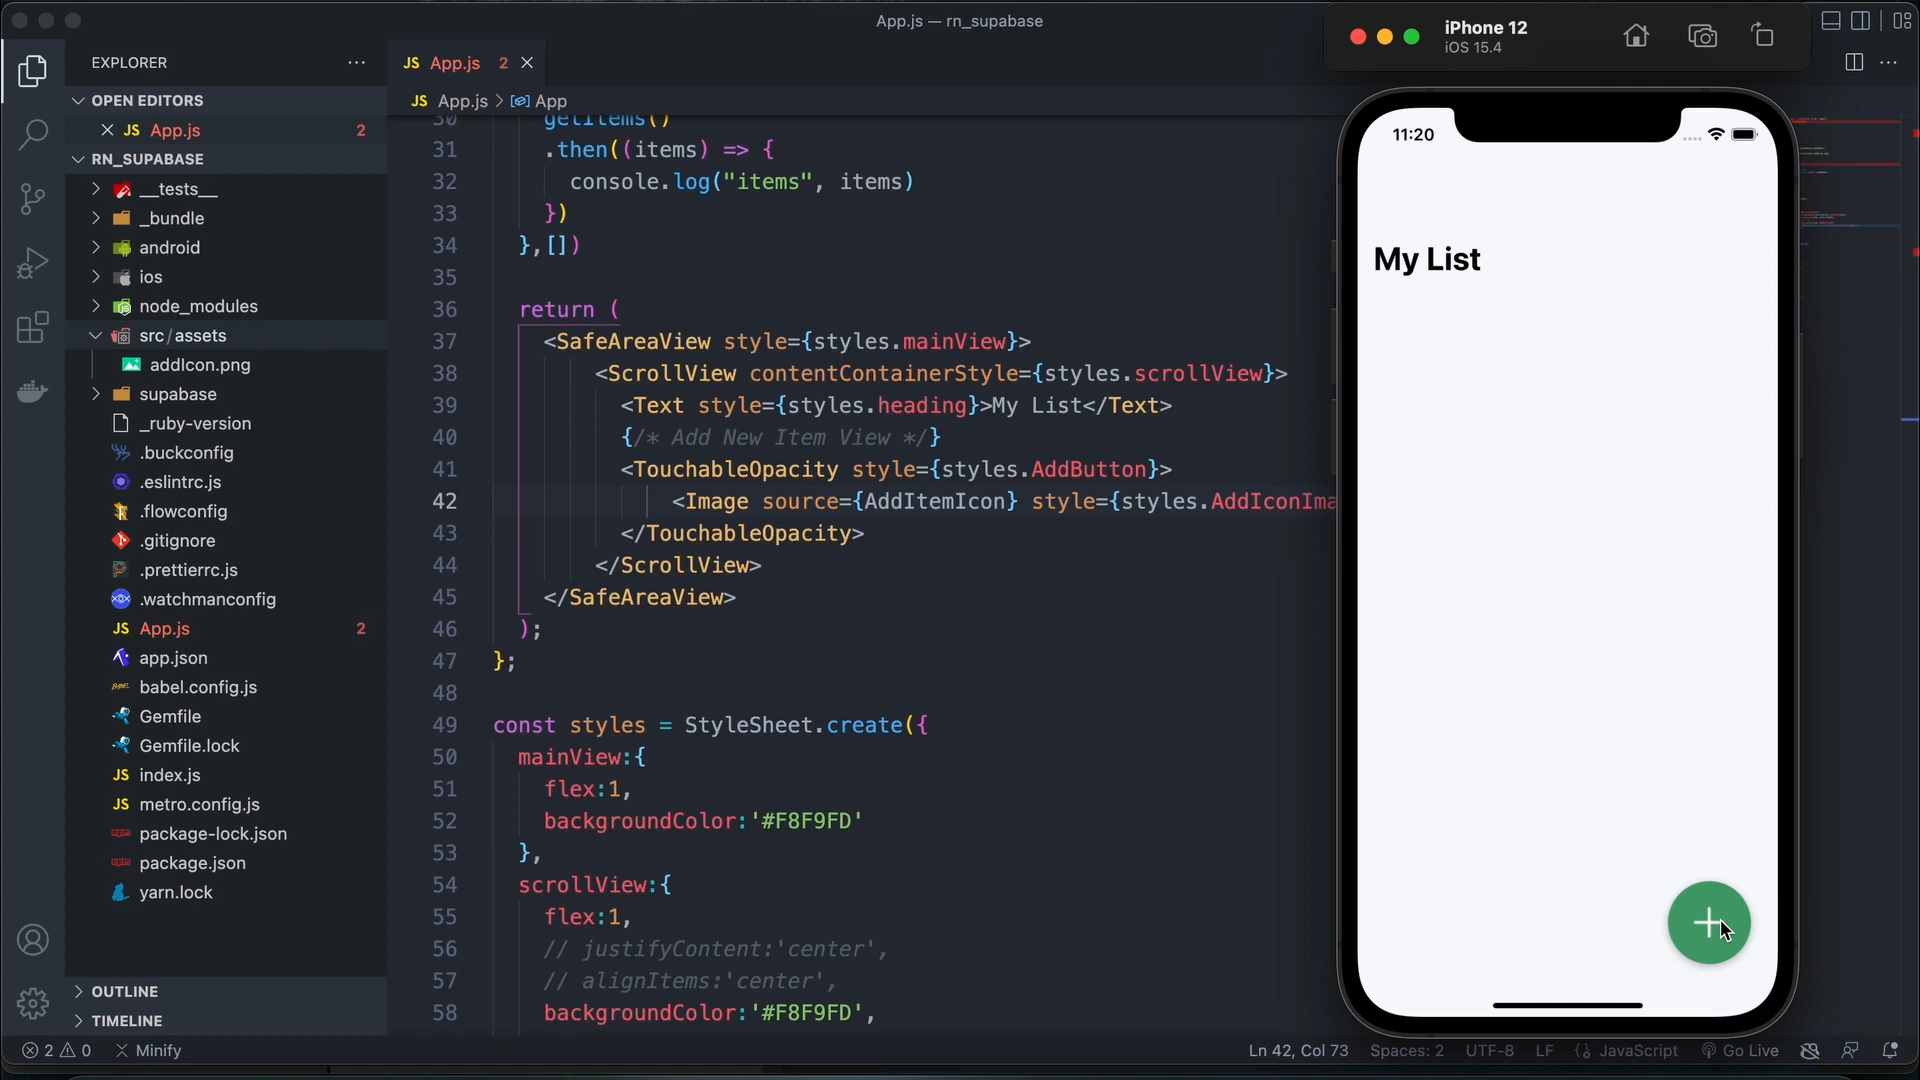 App.js — rn_supabase
EXPLORER
OPEN EDITORS
JS App.js 2
RN_SUPABASE
__tests__
_bundle
android
ios
node_modules
src/assets
addIcon.png
supabase
_ruby-version
.buckconfig
.eslintrc.js
.flowconfig
.gitignore
.prettierrc.js
.watchmanconfig
JS App.js 2
app.json
babel.config.js
Gemfile
Gemfile.lock
JS index.js
JS metro.config.js
package-lock.json
package.json
yarn.lock
OUTLINE
TIMELINE
JS App.js 2
JS App.js > App
30 getItems()
31 .then((items) => {
32 console.log("items", items)
33 })
34 },[])
35
36 return (
37 <SafeAreaView style={styles.mainView}>
38 <ScrollView contentContainerStyle={styles.scrollView}>
39 <Text style={styles.heading}>My List</Text>
40 {/* Add New Item View */}
41 <TouchableOpacity style={styles.AddButton}>
42 <Image source={AddItemIcon} style={styles.AddIconIma
43 </TouchableOpacity>
44 </ScrollView>
45 </SafeAreaView>
46 );
47 };
48
49 const styles = StyleSheet.create({
50 mainView:{
51 flex:1,
52 backgroundColor:'#F8F9FD'
53 },
54 scrollView:{
55 flex:1,
56 // justifyContent:'center',
57 // alignItems:'center',
58 backgroundColor:'#F8F9FD',
iPhone 12
iOS 15.4
11:20
My List
2 0 Minify
Ln 42, Col 73 Spaces: 2 UTF-8 LF {} JavaScript Go Live